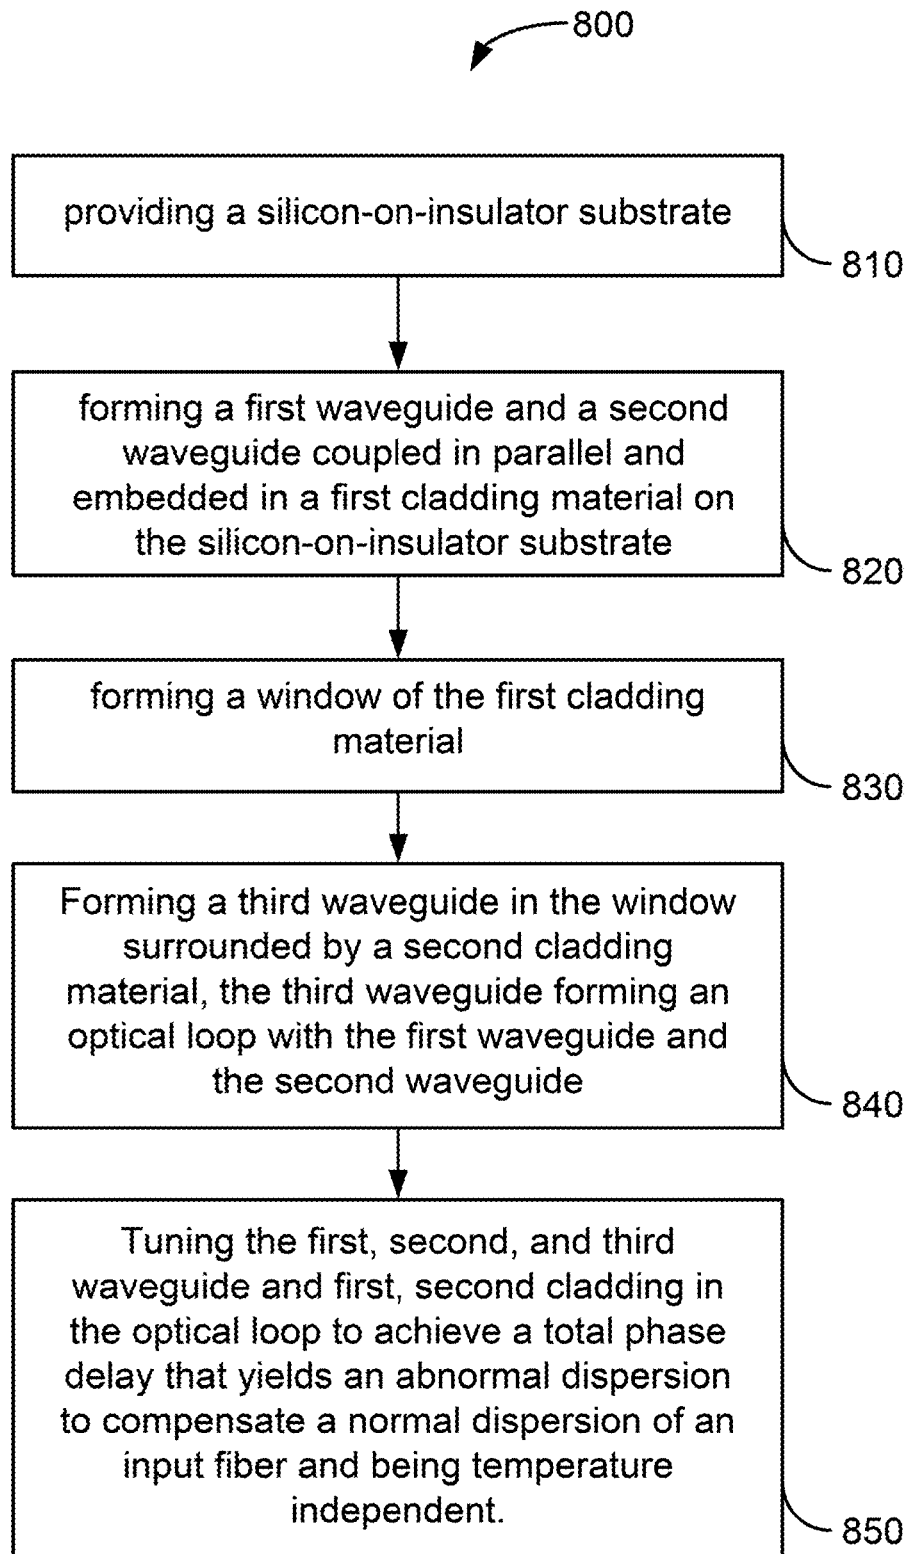 800
providing a silicon-on-insulator substrate
810
forming a first waveguide and a second
waveguide coupled in parallel and
embedded in a first cladding material on
the silicon-on-insulator substrate
820
forming a window of the first cladding
material
830
Forming a third waveguide in the window
surrounded by a second cladding
material, the third waveguide forming an
optical loop with the first waveguide and
the second waveguide
840
Tuning the first, second, and third
waveguide and first, second cladding in
the optical loop to achieve a total phase
delay that yields an abnormal dispersion
to compensate a normal dispersion of an
input fiber and being temperature
independent.
850